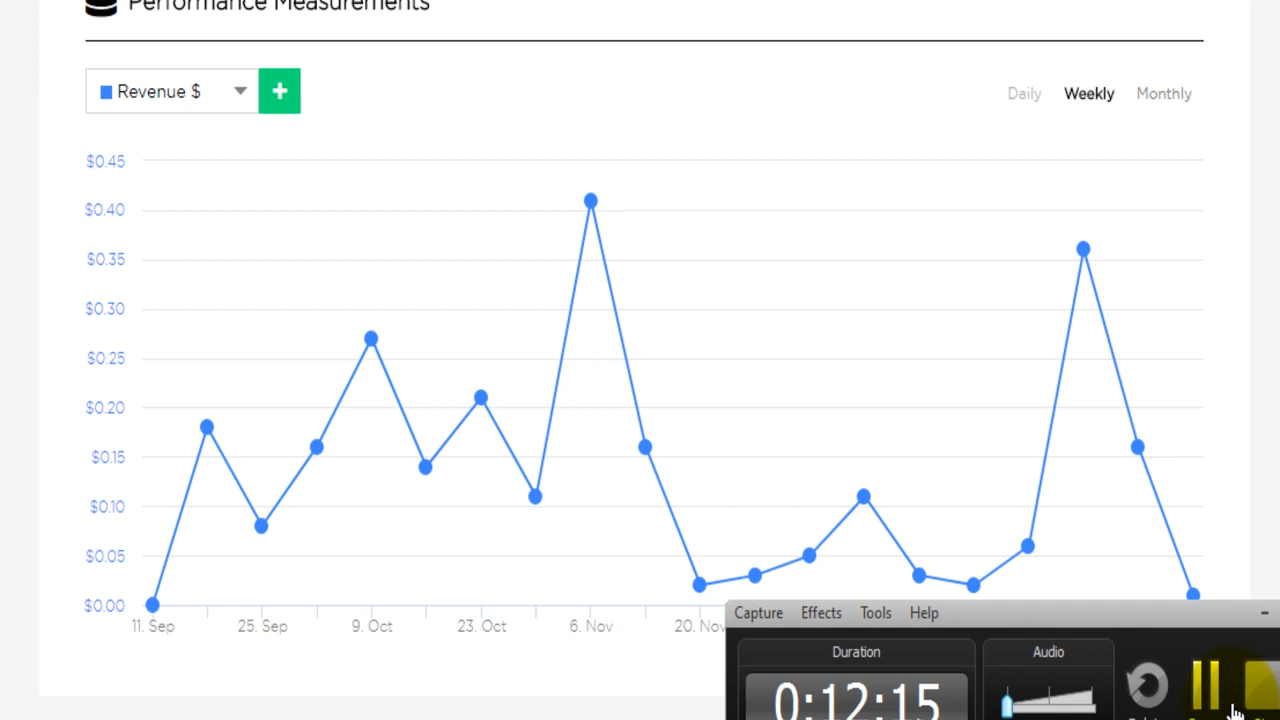 Performance Measurements
Revenue $
Daily Weekly Monthly
$0.45
$0.40
$0.35
$0.30
$0.25
$0.20
$0.15
$0.10
$0.05
$0.00
11. Sep 25. Sep 9. Oct 23. Oct 6. Nov 20. Nov
Capture Effects Tools Help
Duration Audio
0:12:15